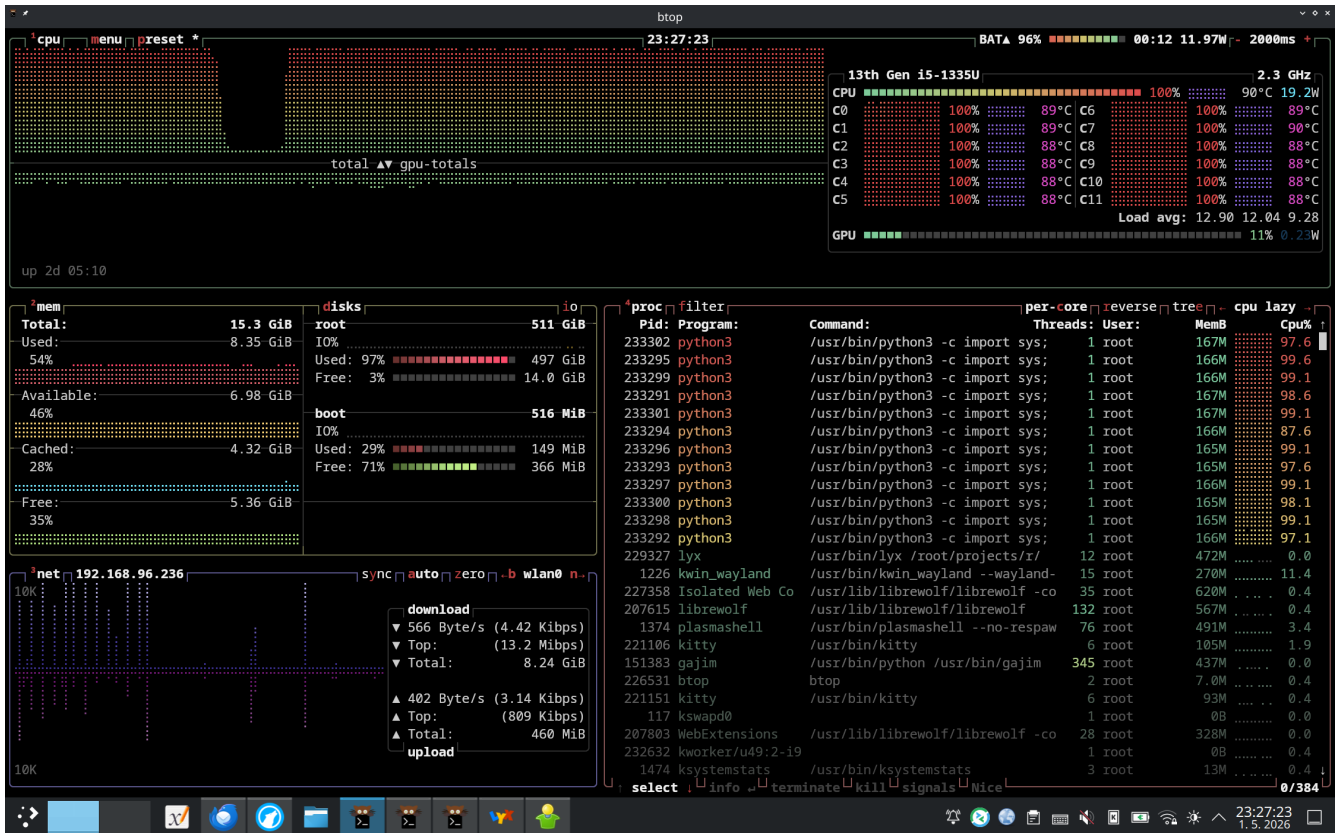 btop
¹cpu menu preset * 23:27:23 BAT▲ 96% 00:12 11.97W - 2000ms +
13th Gen i5-1335U 2.3 GHz
CPU 100% 90°C 19.2W
C0 100% 89°C C6 100% 89°C
C1 100% 89°C C7 100% 90°C
C2 100% 88°C C8 100% 88°C
C3 100% 88°C C9 100% 88°C
C4 100% 88°C C10 100% 88°C
C5 100% 88°C C11 100% 88°C
Load avg: 12.90 12.04 9.28
GPU 11% 0.23W
total ▲▼ gpu-totals
up 2d 05:10
²mem
Total: 15.3 GiB
Used: 8.35 GiB
54%
Available: 6.98 GiB
46%
Cached: 4.32 GiB
28%
Free: 5.36 GiB
35%
disks io
root 511 GiB
IO%
Used: 97% 497 GiB
Free: 3% 14.0 GiB
boot 516 MiB
IO%
Used: 29% 149 MiB
Free: 71% 366 MiB
³net 192.168.96.236 sync auto zero ←b wlan0 n→
10K
download
▼ 566 Byte/s (4.42 Kibps)
▼ Top: (13.2 Mibps)
▼ Total: 8.24 GiB
▲ 402 Byte/s (3.14 Kibps)
▲ Top: (809 Kibps)
▲ Total: 460 MiB
upload
10K
⁴proc filter per-core reverse tree ← cpu lazy →
Pid: Program: Command: Threads: User: MemB Cpu% ↑
233302 python3 /usr/bin/python3 -c import sys; 1 root 167M 97.6
233295 python3 /usr/bin/python3 -c import sys; 1 root 166M 99.6
233299 python3 /usr/bin/python3 -c import sys; 1 root 166M 99.1
233291 python3 /usr/bin/python3 -c import sys; 1 root 167M 98.6
233301 python3 /usr/bin/python3 -c import sys; 1 root 167M 99.1
233294 python3 /usr/bin/python3 -c import sys; 1 root 166M 87.6
233296 python3 /usr/bin/python3 -c import sys; 1 root 165M 99.1
233293 python3 /usr/bin/python3 -c import sys; 1 root 165M 97.6
233297 python3 /usr/bin/python3 -c import sys; 1 root 166M 99.1
233300 python3 /usr/bin/python3 -c import sys; 1 root 165M 98.1
233298 python3 /usr/bin/python3 -c import sys; 1 root 165M 99.1
233292 python3 /usr/bin/python3 -c import sys; 1 root 166M 97.1
229327 lyx /usr/bin/lyx /root/projects/r/ 12 root 472M 0.0
1226 kwin_wayland /usr/bin/kwin_wayland --wayland- 15 root 270M 11.4
227358 Isolated Web Co /usr/lib/librewolf/librewolf -co 35 root 620M 0.4
207615 librewolf /usr/lib/librewolf/librewolf 132 root 567M 0.4
1374 plasmashell /usr/bin/plasmashell --no-respaw 76 root 491M 3.4
221106 kitty /usr/bin/kitty 6 root 105M 1.9
151383 gajim /usr/bin/python /usr/bin/gajim 345 root 437M 0.0
226531 btop btop 2 root 7.0M 0.4
221151 kitty /usr/bin/kitty 6 root 93M 0.4
117 kswapd0 1 root 0B 0.0
207803 WebExtensions /usr/lib/librewolf/librewolf -co 28 root 328M 0.0
232632 kworker/u49:2-i9 1 root 0B 0.4
1474 ksystemstats /usr/bin/ksystemstats 3 root 13M 0.4 ↓
↑ select ↓ info ↵ terminate kill signals Nice 0/384
23:27:23
1. 5. 2026